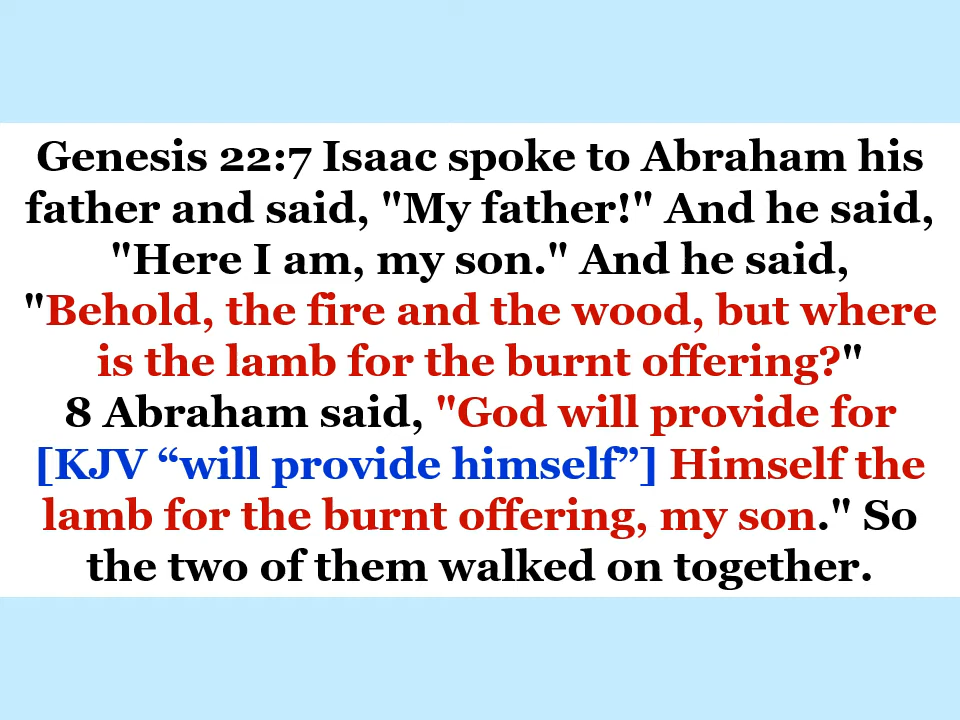 Genesis 22:7 Isaac spoke to Abraham his
father and said, "My father!" And he said,
"Here I am, my son." And he said,
"Behold, the fire and the wood, but where
is the lamb for the burnt offering?"
8 Abraham said, "God will provide for
[KJV “will provide himself”] Himself the
lamb for the burnt offering, my son." So
the two of them walked on together.